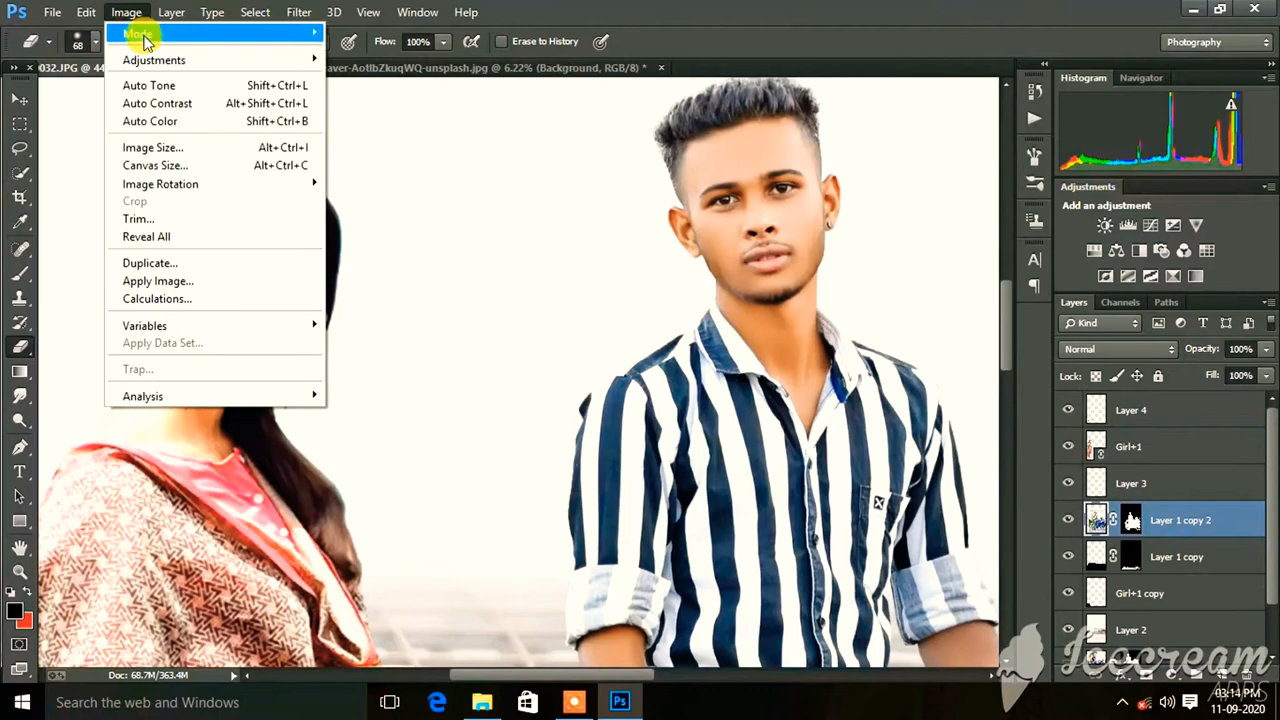 Ps File Edit Image Layer Type Select Filter 3D View Window Help
68 Flow: 100% Erase to History Photography
032.JPG @ 44 aver-AotIbZkuqWQ-unsplash.jpg @ 6.22% (Background, RGB/8) *
Mode
Adjustments
Auto Tone Shift+Ctrl+L
Auto Contrast Alt+Shift+Ctrl+L
Auto Color Shift+Ctrl+B
Image Size... Alt+Ctrl+I
Canvas Size... Alt+Ctrl+C
Image Rotation
Crop
Trim...
Reveal All
Duplicate...
Apply Image...
Calculations...
Variables
Apply Data Set...
Trap...
Analysis
Histogram Navigator
Adjustments
Add an adjustment
Layers Channels Paths
Kind
Normal Opacity: 100%
Lock: Fill: 100%
Layer 4
Girl+1
Layer 3
Layer 1 copy 2
Layer 1 copy
Girl+1 copy
Layer 2
Doc: 68.7M/363.4M
Icecream
APPS
Search the web and Windows
03:14 PM
11-09-2020